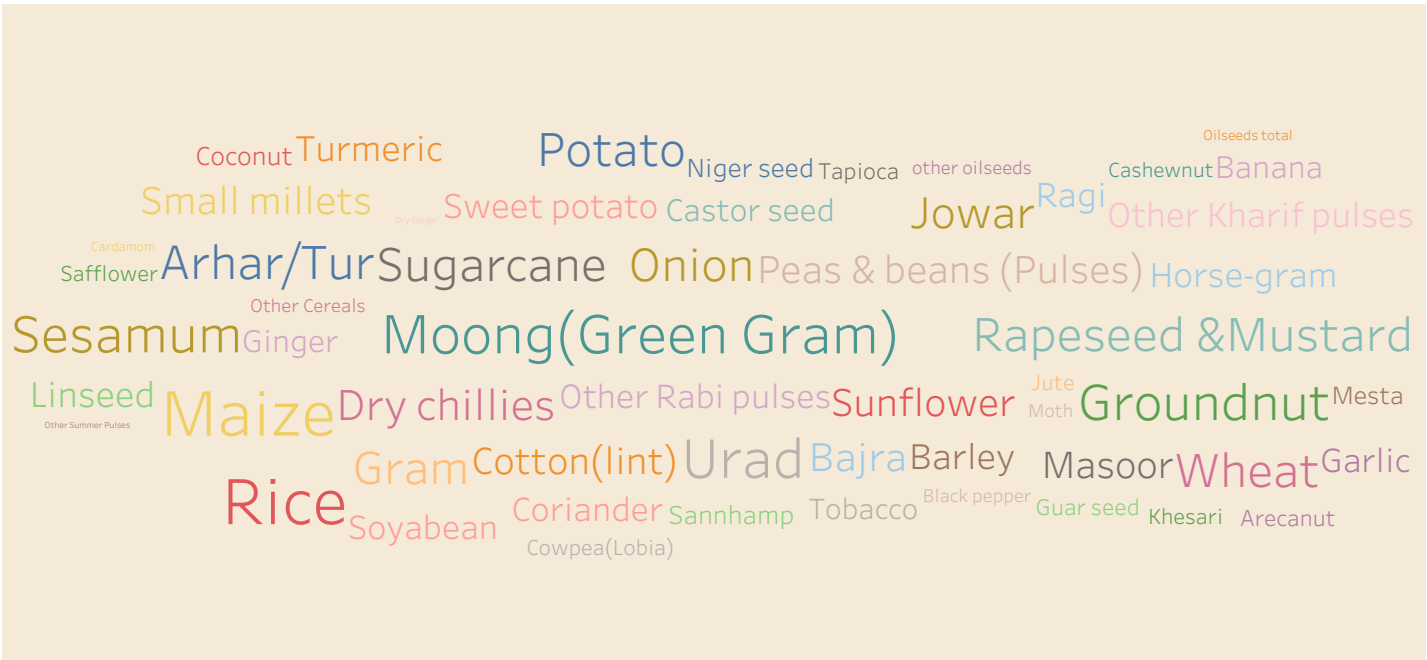 Oilseeds total
Coconut Turmeric Potato Niger seed Tapioca other oilseeds Cashewnut Banana
Small millets Dry Ginger Sweet potato Castor seed Jowar Ragi Other Kharif pulses
Cardamom
Safflower Arhar/Tur Sugarcane Onion Peas & beans (Pulses) Horse-gram
Other Cereals
Sesamum Ginger Moong(Green Gram) Rapeseed &Mustard
Linseed Maize Dry chillies Other Rabi pulses Sunflower Jute Groundnut Mesta
Moth
Other Summer Pulses
Gram Cotton(lint) Urad Bajra Barley Masoor Wheat Garlic
Rice Soyabean Coriander Sannhamp Tobacco Black pepper Guar seed Khesari Arecanut
Cowpea(Lobia)